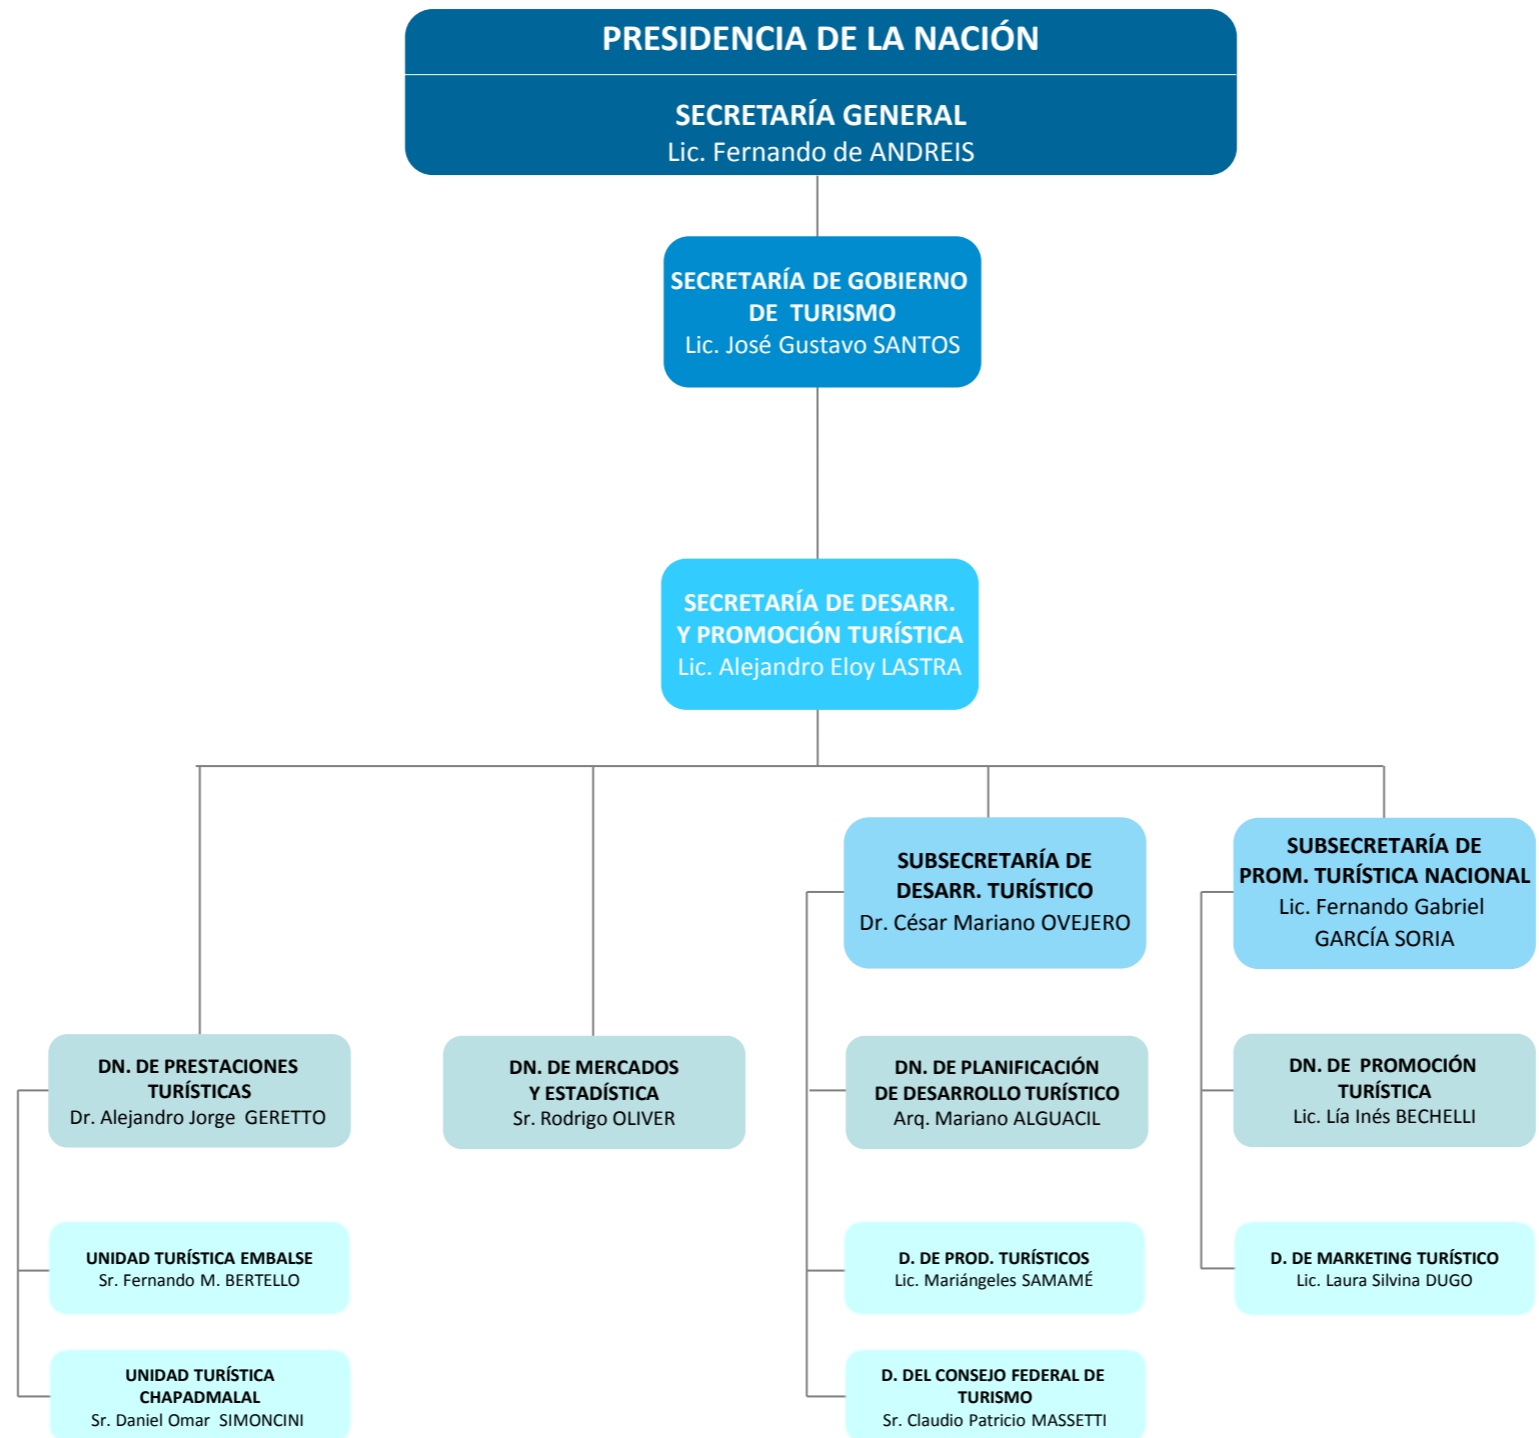 PRESIDENCIA DE LA NACIÓN
SECRETARÍA GENERAL
Lic. Fernando de ANDREIS
SECRETARÍA DE GOBIERNO
DE TURISMO
Lic. José Gustavo SANTOS
SECRETARÍA DE DESARR.
Y PROMOCIÓN TURÍSTICA
Lic. Alejandro Eloy LASTRA
SUBSECRETARÍA DE
DESARR. TURÍSTICO
Dr. César Mariano OVEJERO
SUBSECRETARÍA DE
PROM. TURÍSTICA NACIONAL
Lic. Fernando Gabriel
GARCÍA SORIA
DN. DE PRESTACIONES
TURÍSTICAS
Dr. Alejandro Jorge GERETTO
DN. DE MERCADOS
Y ESTADÍSTICA
Sr. Rodrigo OLIVER
DN. DE PLANIFICACIÓN
DE DESARROLLO TURÍSTICO
Arq. Mariano ALGUACIL
DN. DE PROMOCIÓN
TURÍSTICA
Lic. Lía Inés BECHELLI
UNIDAD TURÍSTICA EMBALSE
Sr. Fernando M. BERTELLO
D. DE PROD. TURÍSTICOS
Lic. Mariángeles SAMAMÉ
D. DE MARKETING TURÍSTICO
Lic. Laura Silvina DUGO
UNIDAD TURÍSTICA
CHAPADMALAL
Sr. Daniel Omar SIMONCINI
D. DEL CONSEJO FEDERAL DE
TURISMO
Sr. Claudio Patricio MASSETTI